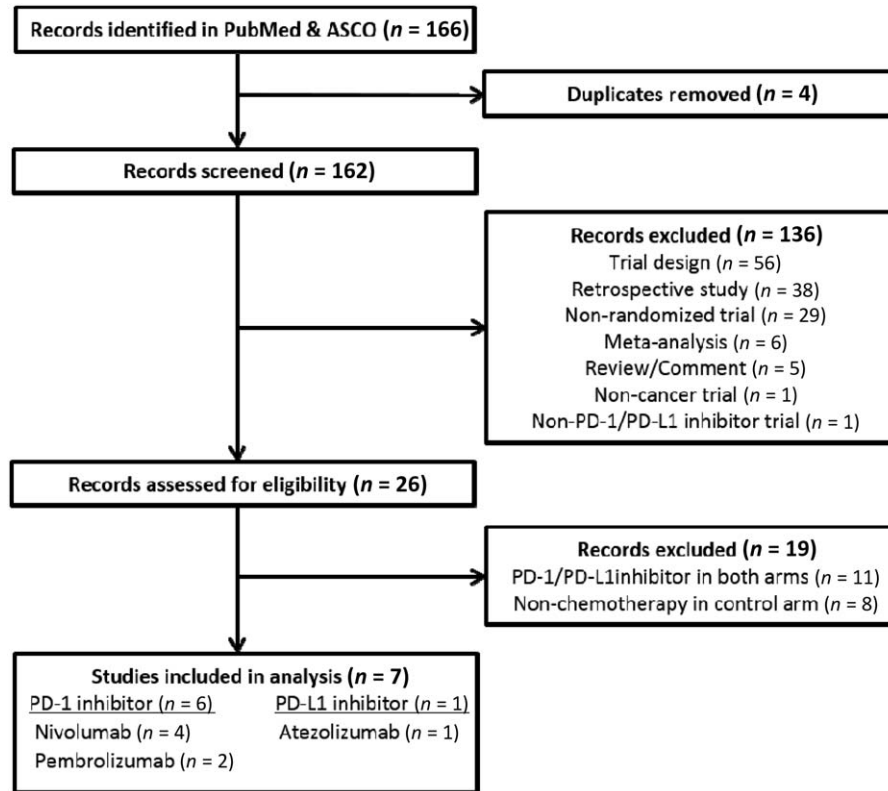 Records identified in PubMed & ASCO (n = 166)
Duplicates removed (n = 4)
Records screened (n = 162)
Records excluded (n = 136)
Trial design (n = 56)
Retrospective study (n = 38)
Non-randomized trial (n = 29)
Meta-analysis (n = 6)
Review/Comment (n = 5)
Non-cancer trial (n = 1)
Non-PD-1/PD-L1 inhibitor trial (n = 1)
Records assessed for eligibility (n = 26)
Records excluded (n = 19)
PD-1/PD-L1inhibitor in both arms (n = 11)
Non-chemotherapy in control arm (n = 8)
Studies included in analysis (n = 7)
PD-1 inhibitor (n = 6)
Nivolumab (n = 4)
Pembrolizumab (n = 2)
PD-L1 inhibitor (n = 1)
Atezolizumab (n = 1)